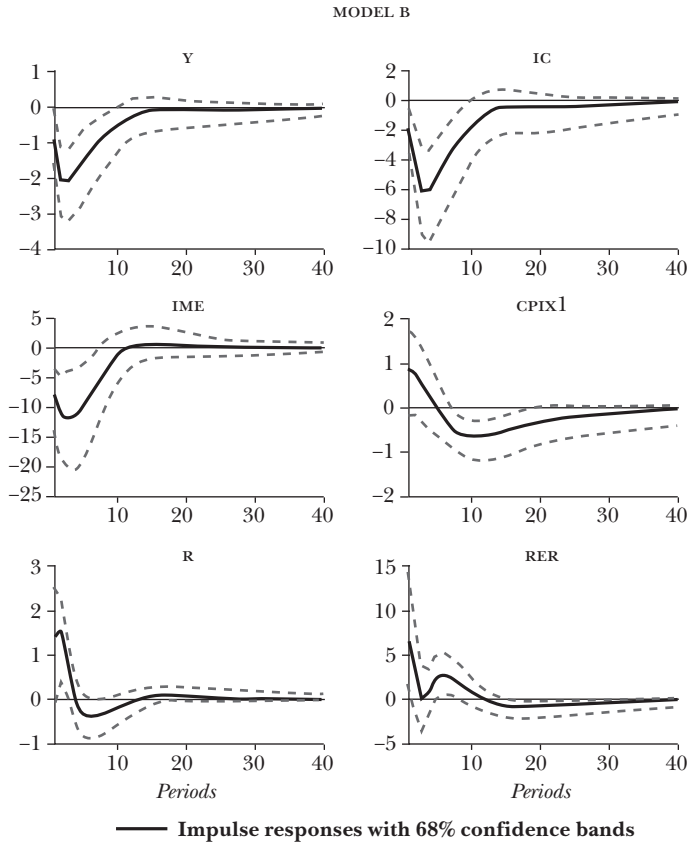 MODEL B
Y
1
0
–1
–2
–3
–4
10 20 30 40
IC
2
0
–2
–4
–6
–8
–10
10 20 30 40
IME
5
0
–5
–10
–15
–20
–25
10 20 30 40
CPIX1
2
1
0
–1
–2
10 20 30 40
R
3
2
1
0
–1
10 20 30 40
Periods
RER
15
10
5
0
–5
10 20 30 40
Periods
Impulse responses with 68% confidence bands